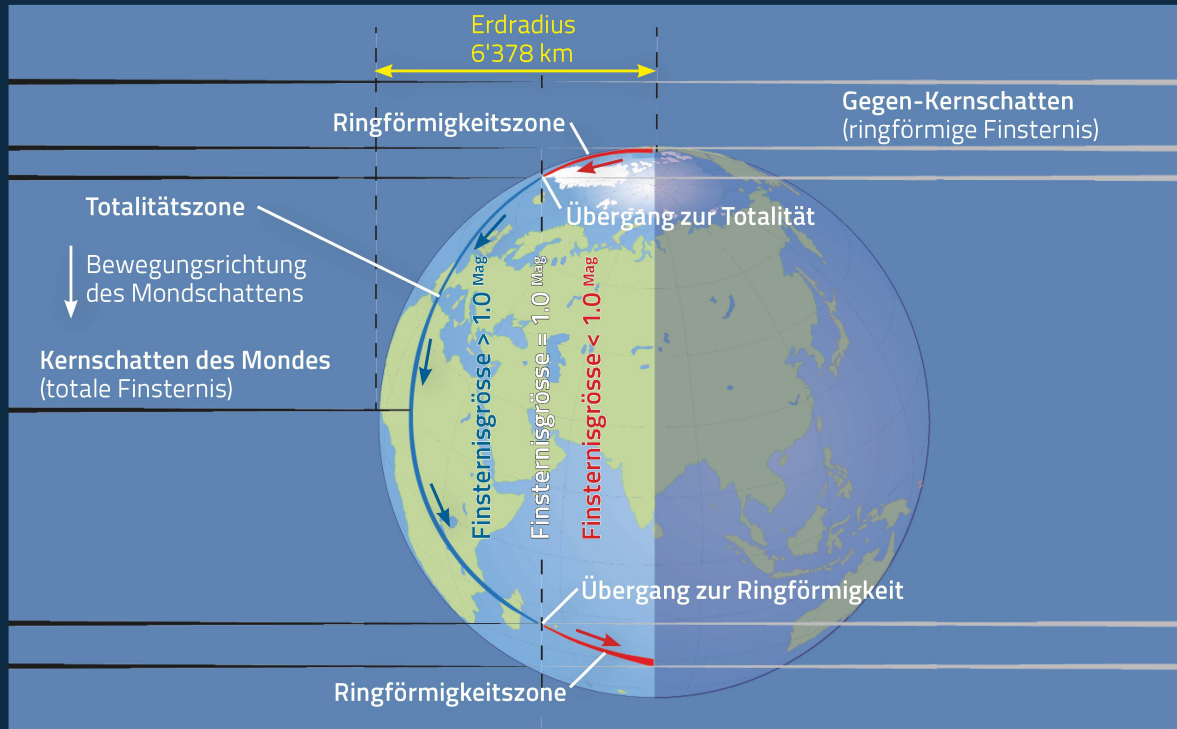 Erdradius
6'378 km
Ringförmigkeitszone
Gegen-Kernschatten
(ringförmige Finsternis)
Totalitätszone
Übergang zur Totalität
Bewegungsrichtung
des Mondschattens
Kernschatten des Mondes
(totale Finsternis)
Finsternisgrösse > 1.0 Mag
Finsternisgrösse = 1.0 Mag
Finsternisgrösse < 1.0 Mag
Übergang zur Ringförmigkeit
Ringförmigkeitszone